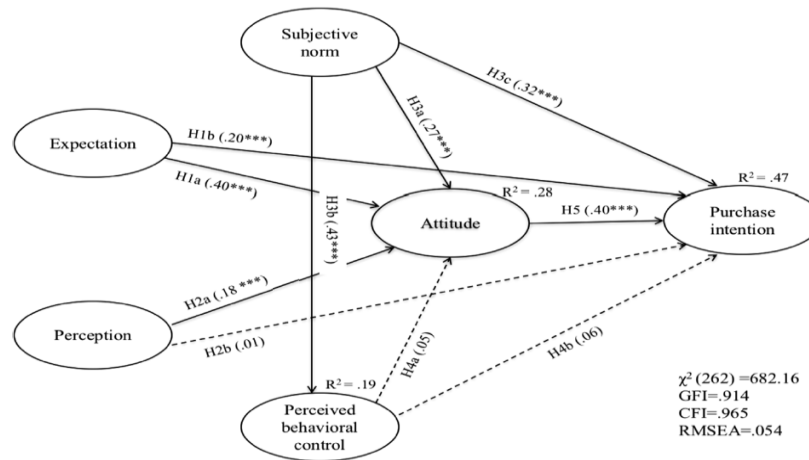 Subjective
norm
H3c (.32***)
H3a (.27***)
Expectation
H1b (.20***)
H1a (.40***)
H3b (.43***)
R² = .28
R² = .47
Attitude
H5 (.40***)
Purchase
intention
H2a (.18 ***)
Perception
H2b (.01)
H4a (.05)
H4b (.06)
R² = .19
Perceived
behavioral
control
χ² (262) =682.16
GFI=.914
CFI=.965
RMSEA=.054